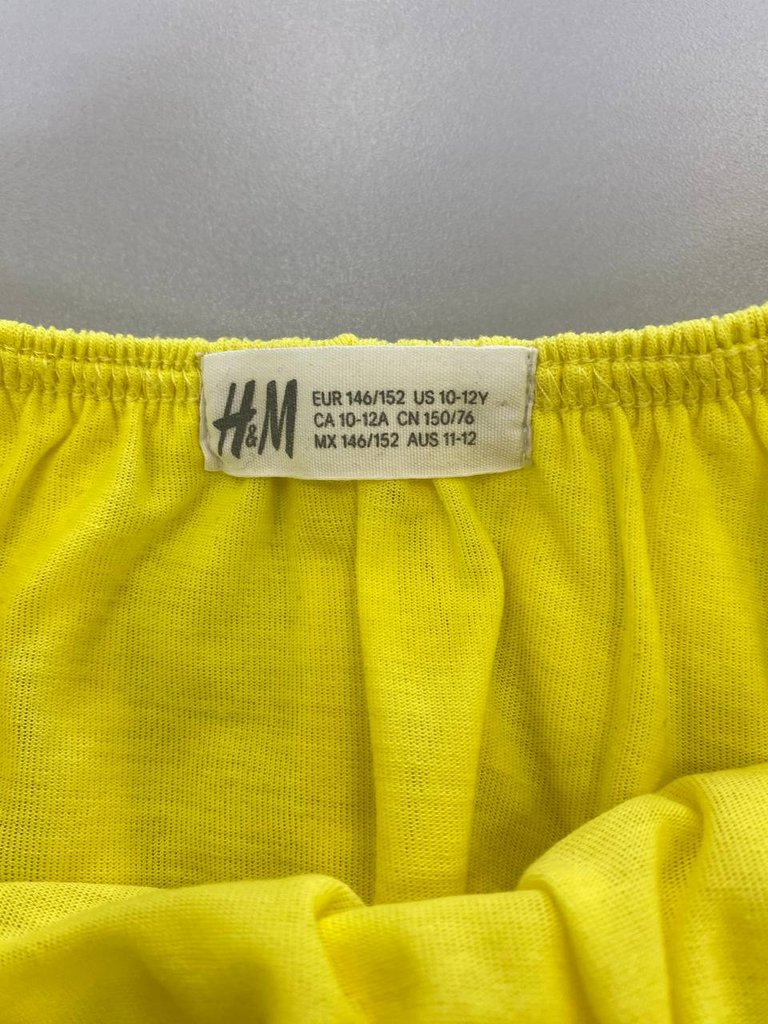 H&M
EUR 146/152 US 10-12Y
CA 10-12A CN 150/76
MX 146/152 AUS 11-12